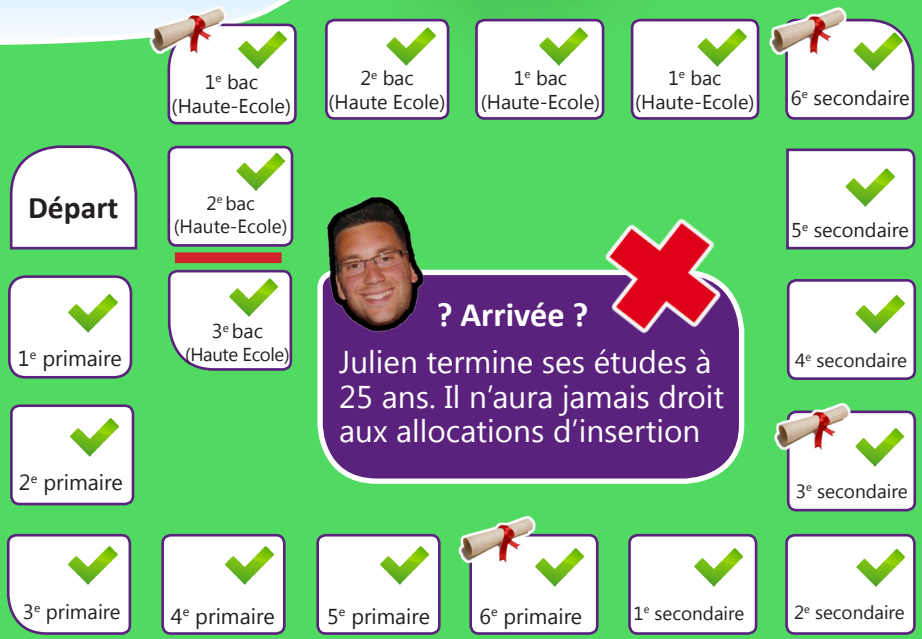 1e bac
(Haute-Ecole)
2e bac
(Haute Ecole)
1e bac
(Haute-Ecole)
1e bac
(Haute-Ecole)
6e secondaire
Départ
2e bac
(Haute-Ecole)
5e secondaire
1e primaire
3e bac
(Haute Ecole)
? Arrivée ?
Julien termine ses études à
25 ans. Il n’aura jamais droit
aux allocations d’insertion
4e secondaire
2e primaire
3e secondaire
3e primaire
4e primaire
5e primaire
6e primaire
1e secondaire
2e secondaire